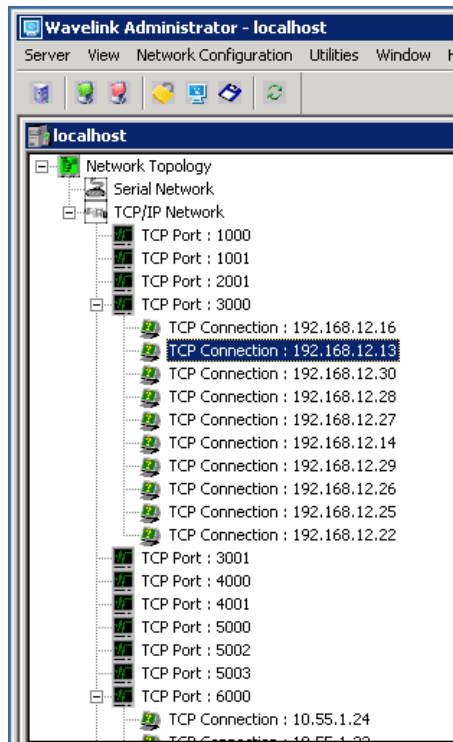 Wavelink Administrator - localhost
Server View Network Configuration Utilities Window
localhost
Network Topology
Serial Network
TCP/IP Network
TCP Port : 1000
TCP Port : 1001
TCP Port : 2001
TCP Port : 3000
TCP Connection : 192.168.12.16
TCP Connection : 192.168.12.13
TCP Connection : 192.168.12.30
TCP Connection : 192.168.12.28
TCP Connection : 192.168.12.27
TCP Connection : 192.168.12.14
TCP Connection : 192.168.12.29
TCP Connection : 192.168.12.26
TCP Connection : 192.168.12.25
TCP Connection : 192.168.12.22
TCP Port : 3001
TCP Port : 4000
TCP Port : 4001
TCP Port : 5000
TCP Port : 5002
TCP Port : 5003
TCP Port : 6000
TCP Connection : 10.55.1.24